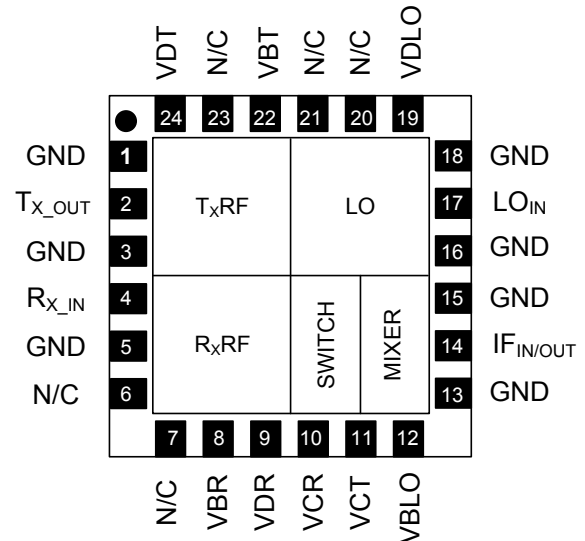 VDT N/C VBT N/C N/C VDLO
24 23 22 21 20 19
GND 1 18 GND
TX_OUT 2 TXRF LO 17 LOIN
GND 3 16 GND
RX_IN 4 15 GND
GND 5 RXRF SWITCH MIXER 14 IFIN/OUT
N/C 6 13 GND
7 8 9 10 11 12
N/C VBR VDR VCR VCT VBLO